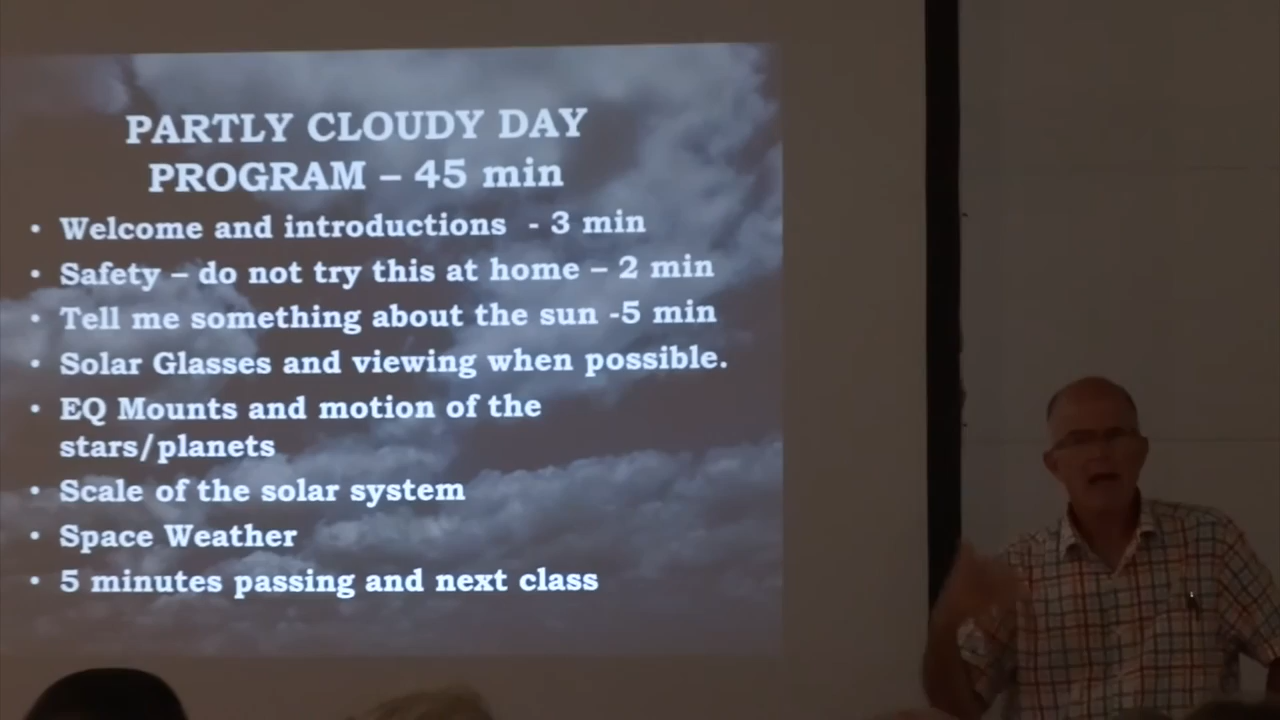 PARTLY CLOUDY DAY
PROGRAM – 45 min
• Welcome and introductions - 3 min
• Safety – do not try this at home – 2 min
• Tell me something about the sun -5 min
• Solar Glasses and viewing when possible.
• EQ Mounts and motion of the
stars/planets
• Scale of the solar system
• Space Weather
• 5 minutes passing and next class